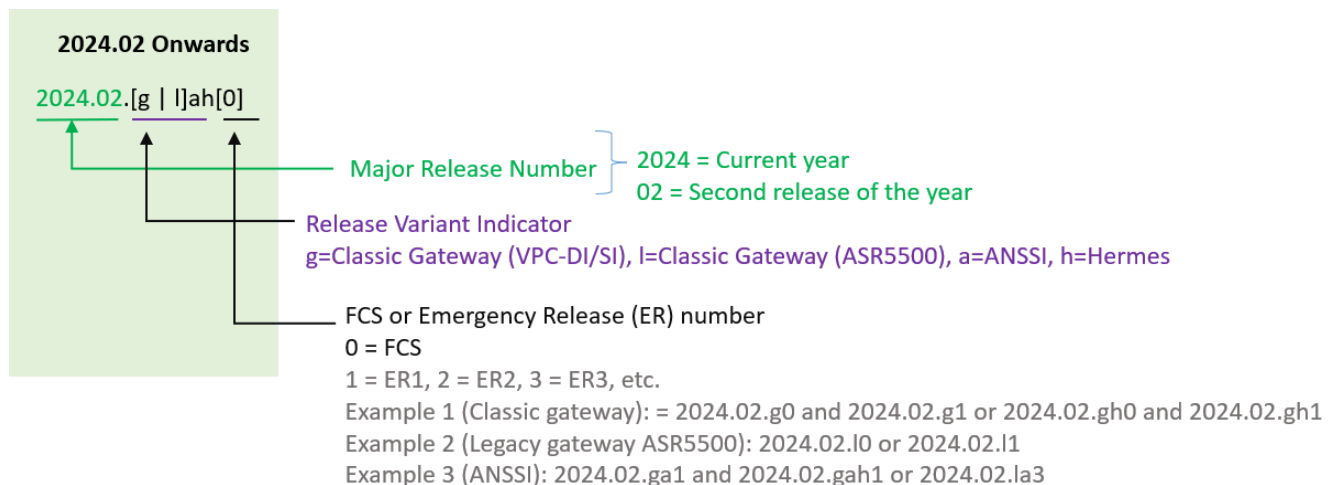 2024.02 Onwards
2024.02.[g | l]ah[0]
Major Release Number
2024 = Current year
02 = Second release of the year
Release Variant Indicator
g=Classic Gateway (VPC-DI/SI), l=Classic Gateway (ASR5500), a=ANSSI, h=Hermes
FCS or Emergency Release (ER) number
0 = FCS
1 = ER1, 2 = ER2, 3 = ER3, etc.
Example 1 (Classic gateway): = 2024.02.g0 and 2024.02.g1 or 2024.02.gh0 and 2024.02.gh1
Example 2 (Legacy gateway ASR5500): 2024.02.l0 or 2024.02.l1
Example 3 (ANSSI): 2024.02.ga1 and 2024.02.gah1 or 2024.02.la3